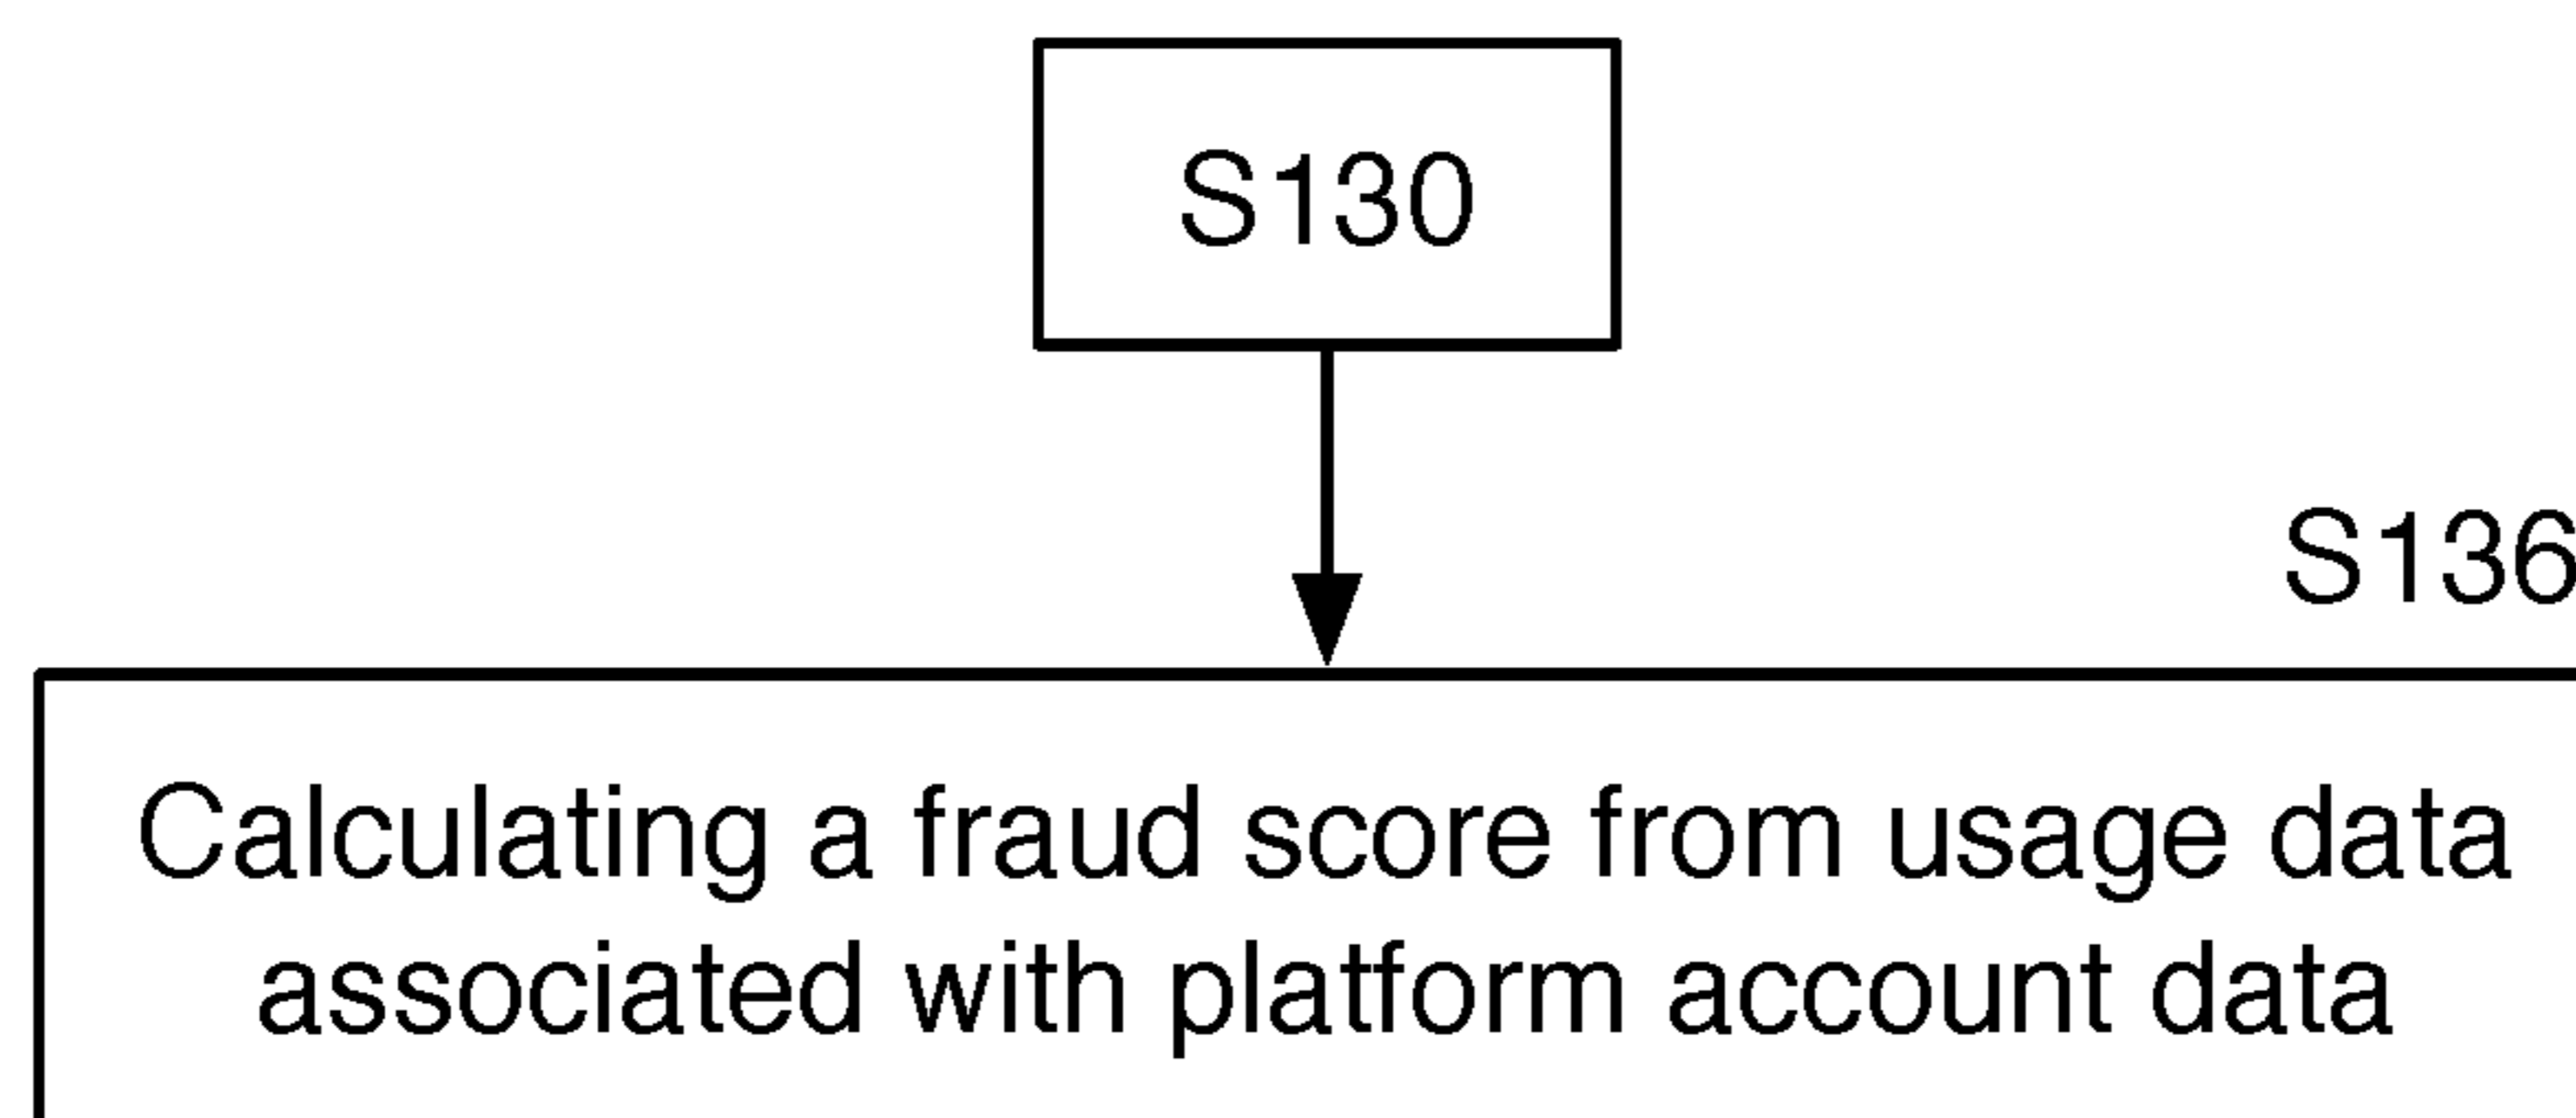 S130
S136
Calculating a fraud score from usage data
associated with platform account data